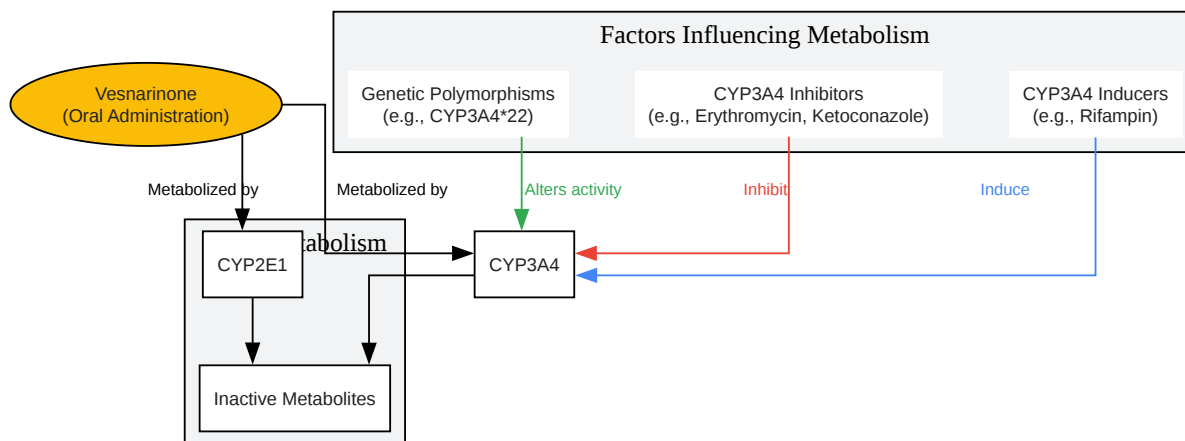 Factors Influencing Metabolism
Vesnarinone
(Oral Administration)
Genetic Polymorphisms
(e.g., CYP3A4*22)
CYP3A4 Inhibitors
(e.g., Erythromycin, Ketoconazole)
CYP3A4 Inducers
(e.g., Rifampin)
Metabolized by
Metabolized by
Alters activity
Inhibit
Induce
CYP2E1
CYP3A4
Inactive Metabolites